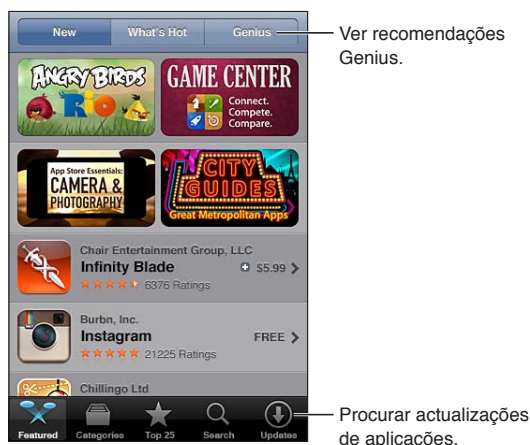 New What's Hot Genius
Ver recomendações
Genius.
ANGRY BIRDS
RIO
GAME CENTER
Connect.
Compete.
Compare.
App Store Essentials:
CAMERA &
PHOTOGRAPHY
CITY
GUIDES
Great Metropolitan Apps
Chair Entertainment Group, LLC
Infinity Blade $5.99
6376 Ratings
Burbn, Inc.
Instagram FREE
21225 Ratings
Chillingo Ltd
Featured Categories Top 25 Search Updates
Procurar actualizações
de aplicações.